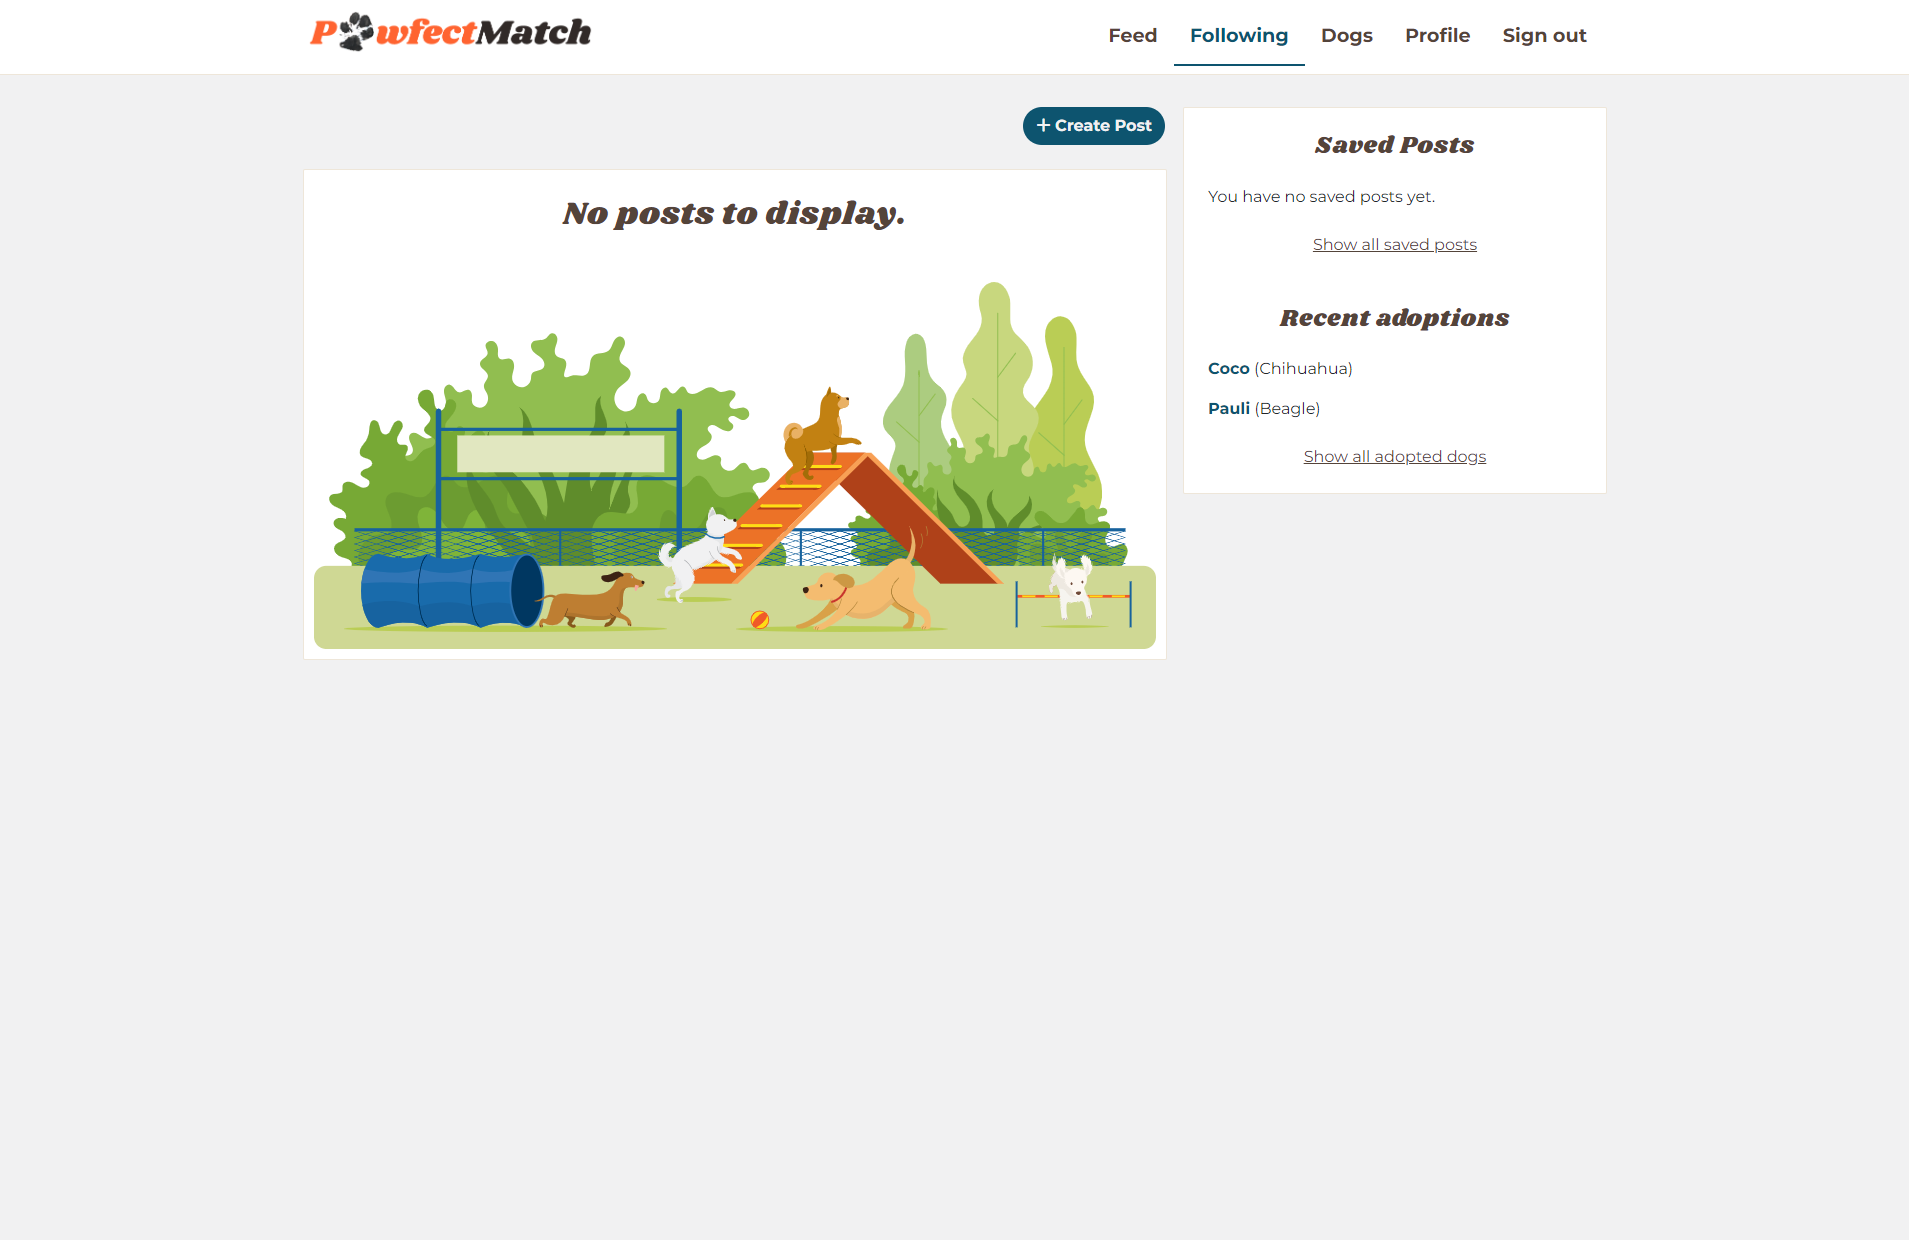 PawfectMatch
Feed Following Dogs Profile Sign out
+ Create Post
No posts to display.
Saved Posts
You have no saved posts yet.
Show all saved posts
Recent adoptions
Coco (Chihuahua)
Pauli (Beagle)
Show all adopted dogs